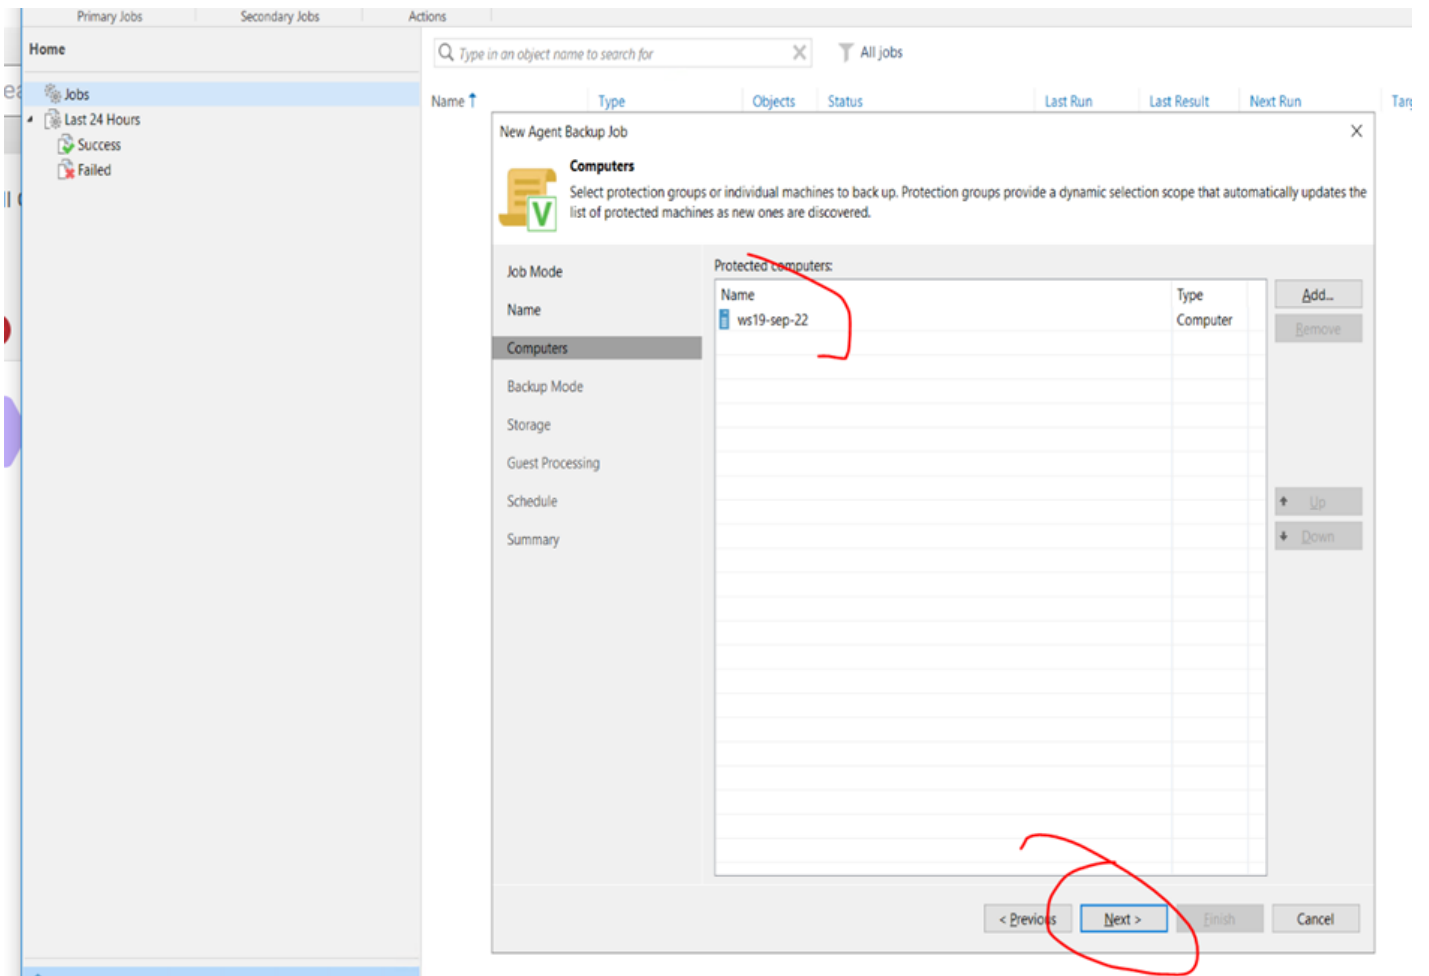 Primary Jobs Secondary Jobs Actions
Home
Type in an object name to search for All jobs
Jobs
Last 24 Hours
Success
Failed
Name Type Objects Status Last Run Last Result Next Run
New Agent Backup Job
Computers
Select protection groups or individual machines to back up. Protection groups provide a dynamic selection scope that automatically updates the
list of protected machines as new ones are discovered.
Job Mode
Name
Computers
Backup Mode
Storage
Guest Processing
Schedule
Summary
Protected computers:
Name Type
ws19-sep-22 Computer
Add...
Remove
Up
Down
< Previous Next > Finish Cancel